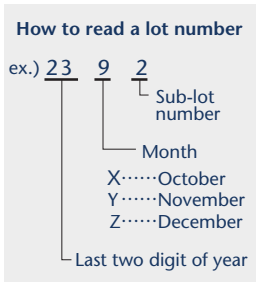 How to read a lot number
ex.) 23 9 2
Sub-lot
number
Month
X······October
Y······November
Z······December
Last two digit of year